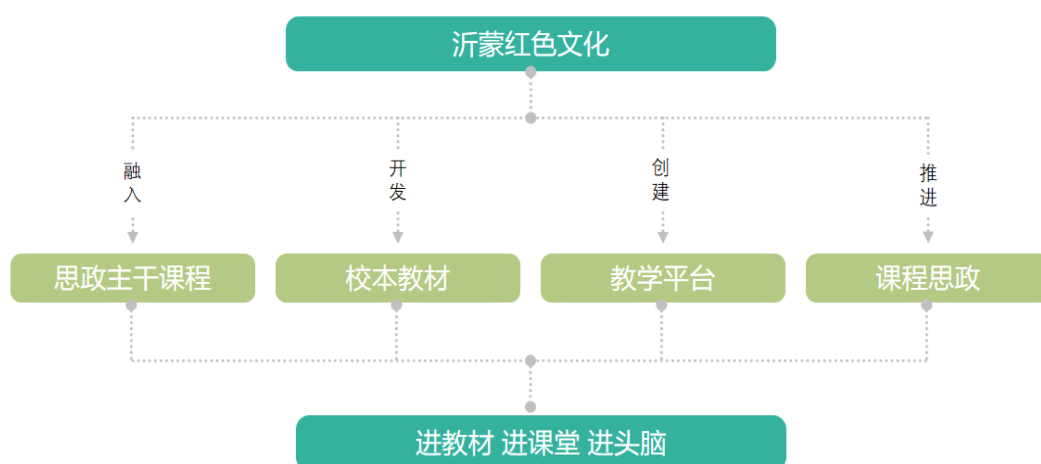 沂蒙红色文化
融入
开发
创建
推进
思政主干课程
校本教材
教学平台
课程思政
进教材 进课堂 进头脑